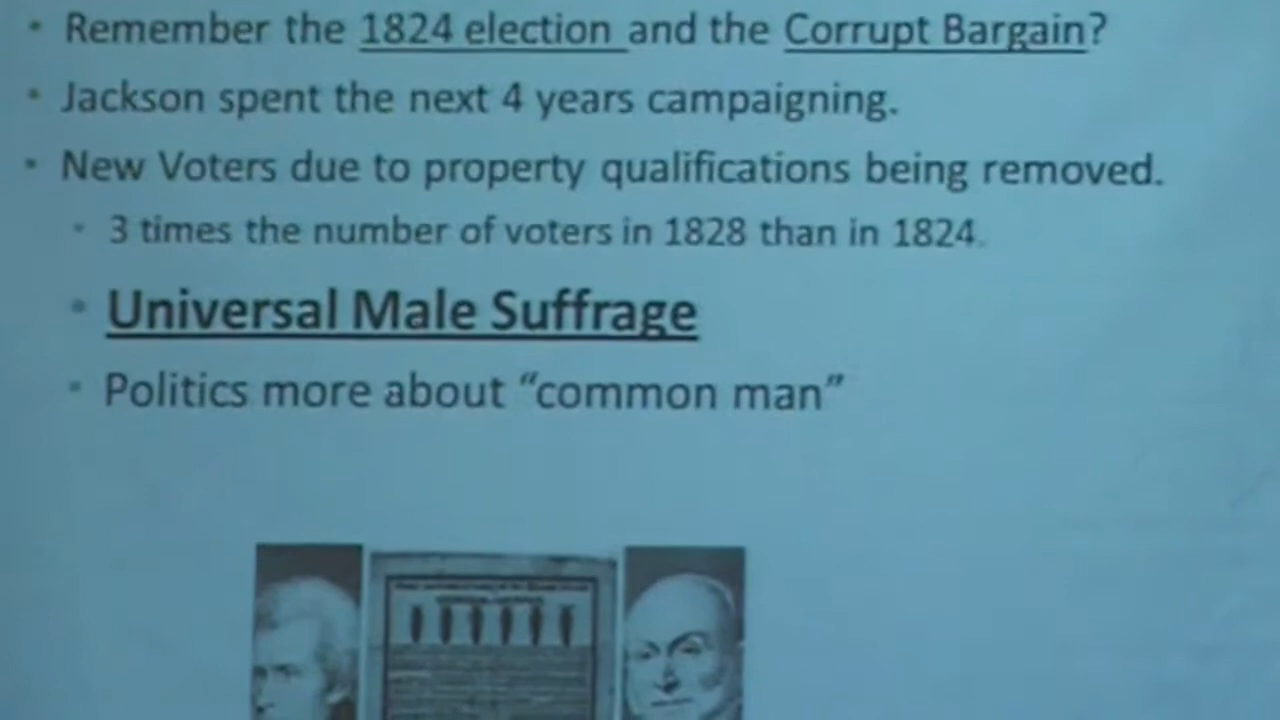 • Remember the 1824 election and the Corrupt Bargain?
• Jackson spent the next 4 years campaigning.
• New Voters due to property qualifications being removed.
• 3 times the number of voters in 1828 than in 1824.
• Universal Male Suffrage
• Politics more about “common man”